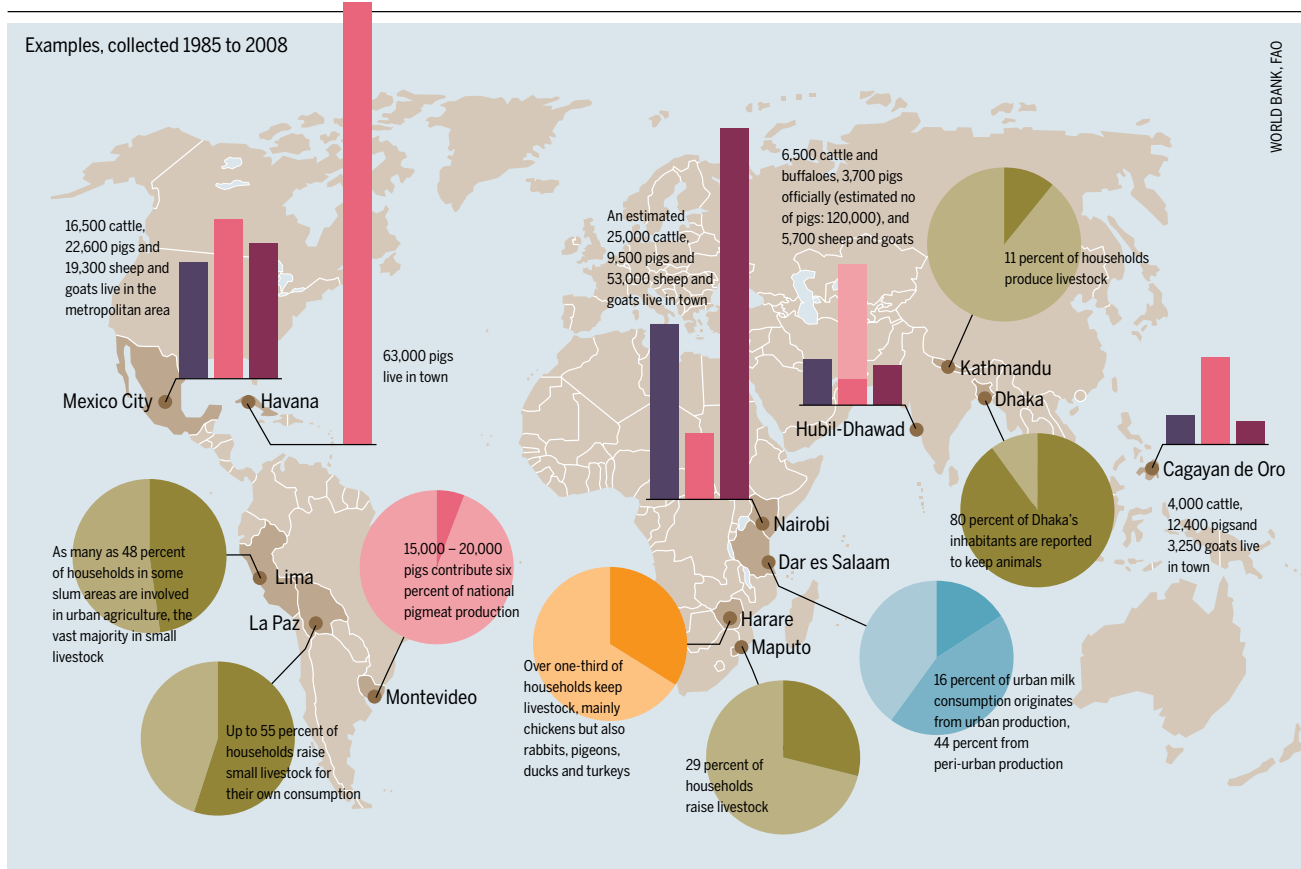 Examples, collected 1985 to 2008
WORLD BANK, FAO
16,500 cattle,
22,600 pigs and
19,300 sheep and
goats live in the
metropolitan area
Mexico City
63,000 pigs
live in town
Havana
An estimated
25,000 cattle,
9,500 pigs and
53,000 sheep and
goats live in town
Nairobi
6,500 cattle and
buffaloes, 3,700 pigs
officially (estimated no
of pigs: 120,000), and
5,700 sheep and goats
Hubil-Dhawad
11 percent of households
produce livestock
Kathmandu
Dhaka
80 percent of Dhaka's
inhabitants are reported
to keep animals
Cagayan de Oro
4,000 cattle,
12,400 pigsand
3,250 goats live
in town
As many as 48 percent
of households in some
slum areas are involved
in urban agriculture, the
vast majority in small
livestock
Lima
La Paz
Up to 55 percent of
households raise
small livestock for
their own consumption
15,000 – 20,000
pigs contribute six
percent of national
pigmeat production
Montevideo
Dar es Salaam
16 percent of urban milk
consumption originates
from urban production,
44 percent from
peri-urban production
Harare
Over one-third of
households keep
livestock, mainly
chickens but also
rabbits, pigeons,
ducks and turkeys
Maputo
29 percent of
households
raise livestock